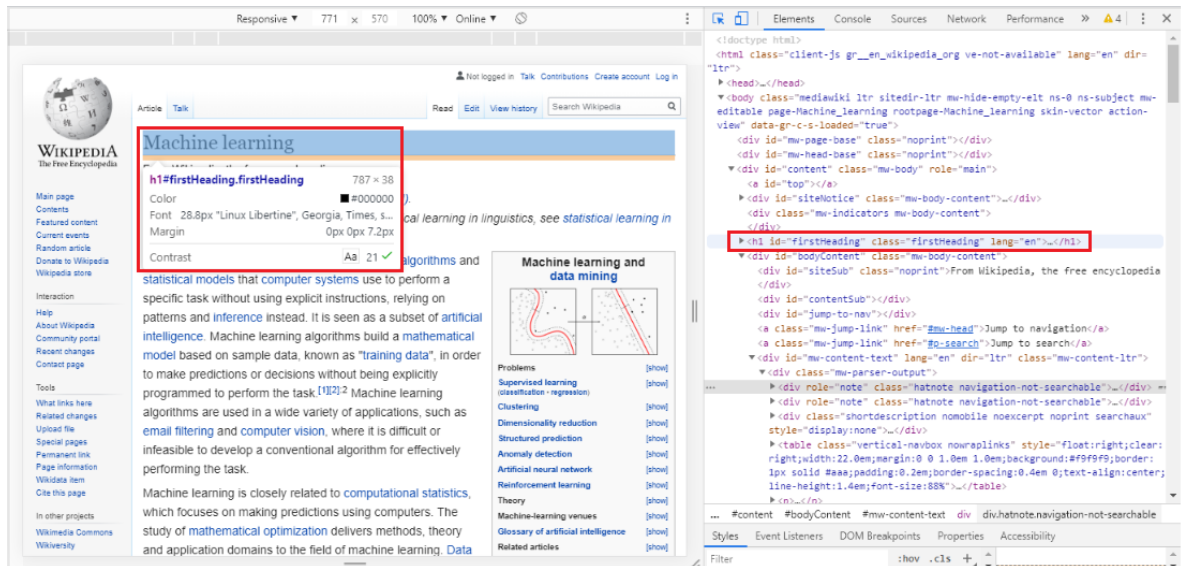 Responsive ▼ 771 x 570 100% ▼ Online ▼
Elements Console Sources Network Performance » 4
Not logged in Talk Contributions Create account Log in
Article Talk Read Edit View history Search Wikipedia
WIKIPEDIA
The Free Encyclopedia
Main page
Contents
Featured content
Current events
Random article
Donate to Wikipedia
Wikipedia store
Interaction
Help
About Wikipedia
Community portal
Recent changes
Contact page
Tools
What links here
Related changes
Upload file
Special pages
Permanent link
Page information
Wikidata item
Cite this page
In other projects
Wikimedia Commons
Wikiversity
Machine learning
h1#firstHeading.firstHeading 787 × 38
Color #000000
Font 28.8px "Linux Libertine", Georgia, Times, s...
Margin 0px 0px 7.2px
Contrast Aa 21
cal learning in linguistics, see statistical learning in
algorithms and
statistical models that computer systems use to perform a
specific task without using explicit instructions, relying on
patterns and inference instead. It is seen as a subset of artificial
intelligence. Machine learning algorithms build a mathematical
model based on sample data, known as "training data", in order
to make predictions or decisions without being explicitly
programmed to perform the task.[1][2]:2 Machine learning
algorithms are used in a wide variety of applications, such as
email filtering and computer vision, where it is difficult or
infeasible to develop a conventional algorithm for effectively
performing the task.
Machine learning is closely related to computational statistics,
which focuses on making predictions using computers. The
study of mathematical optimization delivers methods, theory
and application domains to the field of machine learning. Data
Machine learning and
data mining
Problems [show]
Supervised learning [show]
(classification • regression)
Clustering [show]
Dimensionality reduction [show]
Structured prediction [show]
Anomaly detection [show]
Artificial neural network [show]
Reinforcement learning [show]
Theory [show]
Machine-learning venues [show]
Glossary of artificial intelligence [show]
Related articles [show]
<!doctype html>
<html class="client-js gr__en_wikipedia_org ve-not-available" lang="en" dir=
"ltr">
▶<head>…</head>
▼<body class="mediawiki ltr sitedir-ltr mw-hide-empty-elt ns-0 ns-subject mw-
editable page-Machine_learning rootpage-Machine_learning skin-vector action-
view" data-gr-c-s-loaded="true">
<div id="mw-page-base" class="noprint"></div>
<div id="mw-head-base" class="noprint"></div>
▼<div id="content" class="mw-body" role="main">
<a id="top"></a>
▶<div id="siteNotice" class="mw-body-content">…</div>
<div class="mw-indicators mw-body-content">
</div>
▶<h1 id="firstHeading" class="firstHeading" lang="en">…</h1>
▼<div id="bodyContent" class="mw-body-content">
<div id="siteSub" class="noprint">From Wikipedia, the free encyclopedia
</div>
<div id="contentSub"></div>
<div id="jump-to-nav"></div>
<a class="mw-jump-link" href="#mw-head">Jump to navigation</a>
<a class="mw-jump-link" href="#p-search">Jump to search</a>
▼<div id="mw-content-text" lang="en" dir="ltr" class="mw-content-ltr">
▼<div class="mw-parser-output">
▶<div role="note" class="hatnote navigation-not-searchable">…</div>
▶<div role="note" class="hatnote navigation-not-searchable">…</div>
▶<div class="shortdescription nomobile noexcerpt noprint searchaux"
style="display:none">…</div>
▶<table class="vertical-navbox nowraplinks" style="float:right;clear:
right;width:22.0em;margin:0 0 1.0em 1.0em;background:#f9f9f9;border:
1px solid #aaa;padding:0.2em;border-spacing:0.4em 0;text-align:center;
line-height:1.4em;font-size:88%">…</table>
▶<p>…</p>
... #content #bodyContent #mw-content-text div div.hatnote.navigation-not-searchable
Styles Event Listeners DOM Breakpoints Properties Accessibility
Filter :hov .cls +